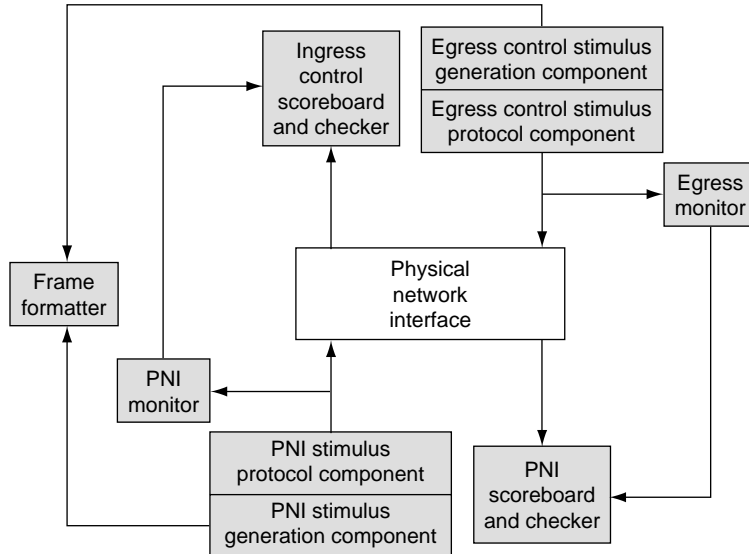 Ingress
control
scoreboard
and checker
Egress control stimulus
generation component
Egress control stimulus
protocol component
Egress
monitor
Physical
network
interface
Frame
formatter
PNI
monitor
PNI stimulus
protocol component
PNI stimulus
generation component
PNI
scoreboard
and checker